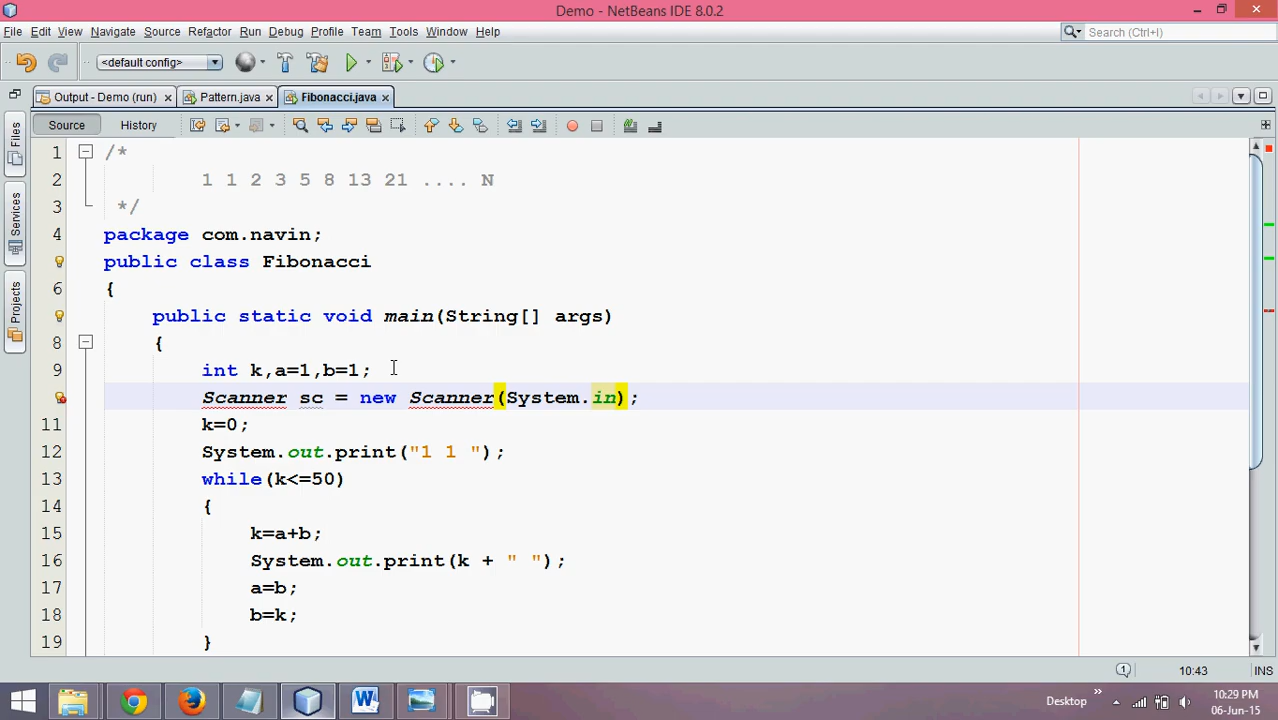 Demo - NetBeans IDE 8.0.2
File Edit View Navigate Source Refactor Run Debug Profile Team Tools Window Help
Search (Ctrl+I)
<default config>
Output - Demo (run) Pattern.java Fibonacci.java
Source History
Files
Services
Projects
1 /*
2 1 1 2 3 5 8 13 21 .... N
3 */
4 package com.navin;
public class Fibonacci
6 {
public static void main(String[] args)
8 {
9 int k,a=1,b=1;
Scanner sc = new Scanner(System.in);
11 k=0;
12 System.out.print("1 1 ");
13 while(k<=50)
14 {
15 k=a+b;
16 System.out.print(k + " ");
17 a=b;
18 b=k;
19 }
1 10:43 INS
Desktop
10:29 PM
06-Jun-15